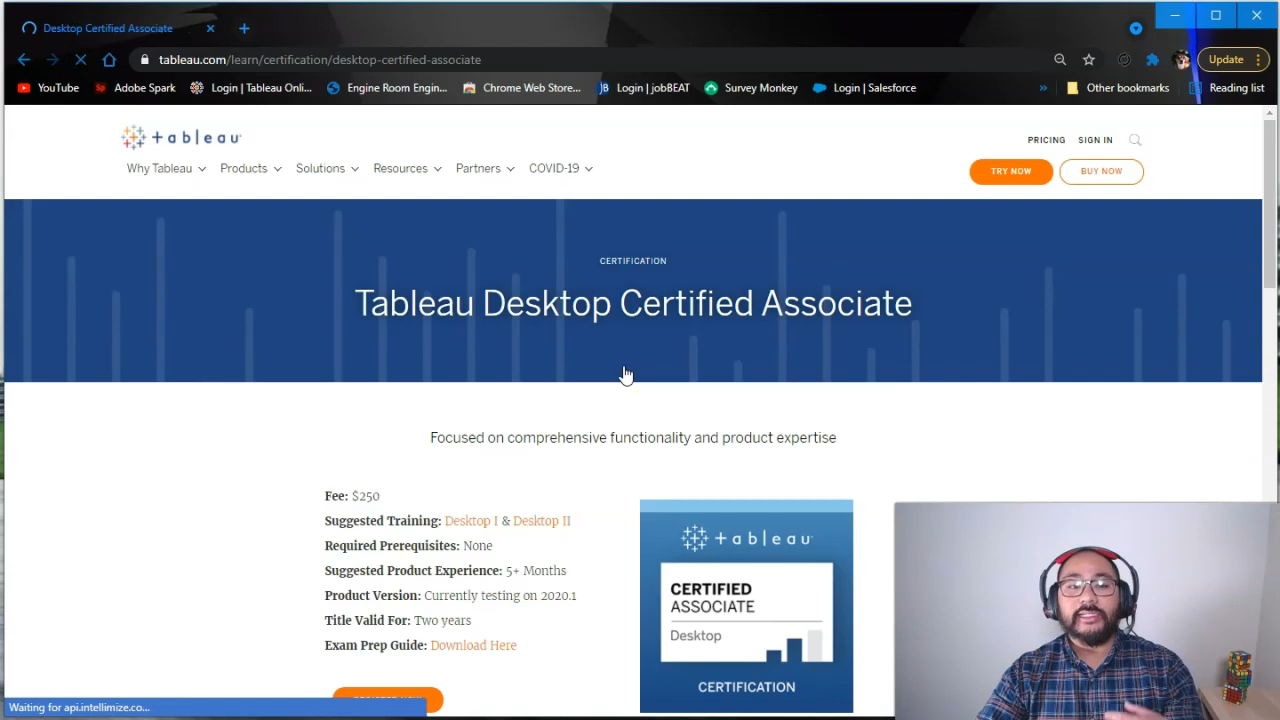 Desktop Certified Associate
tableau.com/learn/certification/desktop-certified-associate
Update
YouTube
Adobe Spark
Login | Tableau Onli...
Engine Room Engin...
Chrome Web Store...
Login | jobBEAT
Survey Monkey
Login | Salesforce
Other bookmarks
Reading list
+ableau
PRICING
SIGN IN
Why Tableau
Products
Solutions
Resources
Partners
COVID-19
TRY NOW
BUY NOW
CERTIFICATION
Tableau Desktop Certified Associate
Focused on comprehensive functionality and product expertise
Fee: $250
Suggested Training: Desktop I & Desktop II
Required Prerequisites: None
Suggested Product Experience: 5+ Months
Product Version: Currently testing on 2020.1
Title Valid For: Two years
Exam Prep Guide: Download Here
+ableau
CERTIFIED
ASSOCIATE
Desktop
CERTIFICATION
Waiting for api.intellimize.co...